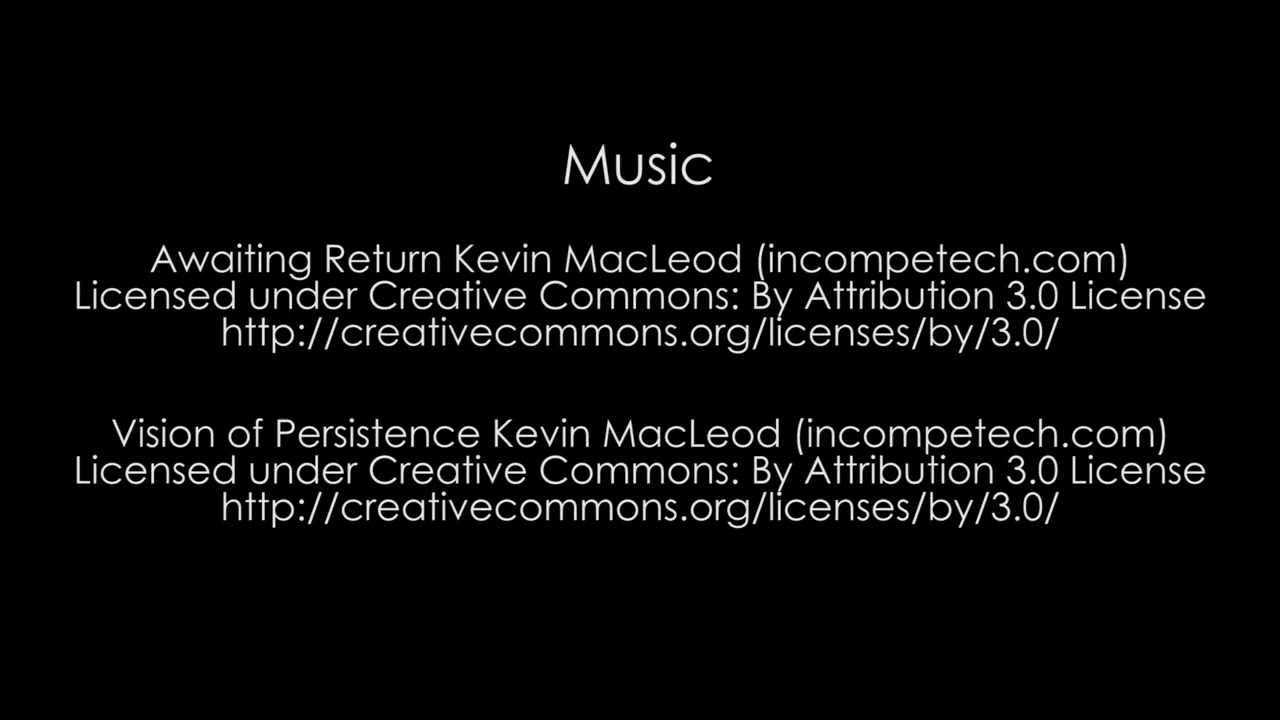 Music
Awaiting Return Kevin MacLeod (incompetech.com)
Licensed under Creative Commons: By Attribution 3.0 License
http://creativecommons.org/licenses/by/3.0/
Vision of Persistence Kevin MacLeod (incompetech.com)
Licensed under Creative Commons: By Attribution 3.0 License
http://creativecommons.org/licenses/by/3.0/